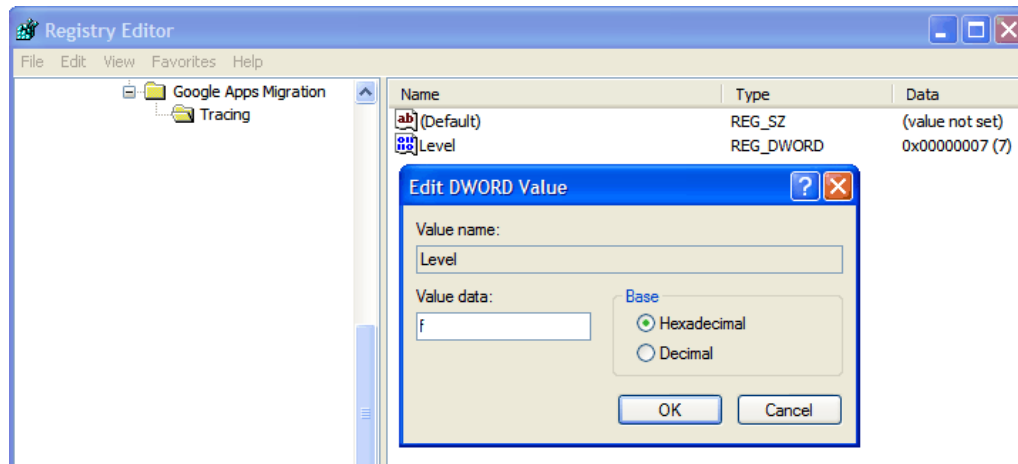 Registry Editor
File Edit View Favorites Help
Google Apps Migration
Tracing
Name Type Data
ab (Default) REG_SZ (value not set)
Level REG_DWORD 0x00000007 (7)
Edit DWORD Value
Value name:
Level
Value data:
f
Base
Hexadecimal
Decimal
OK Cancel